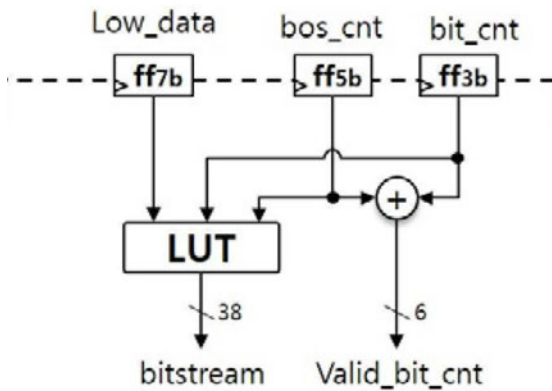 Low_data bos_cnt bit_cnt
ff7b ff5b ff3b
+
LUT
38 6
bitstream Valid_bit_cnt